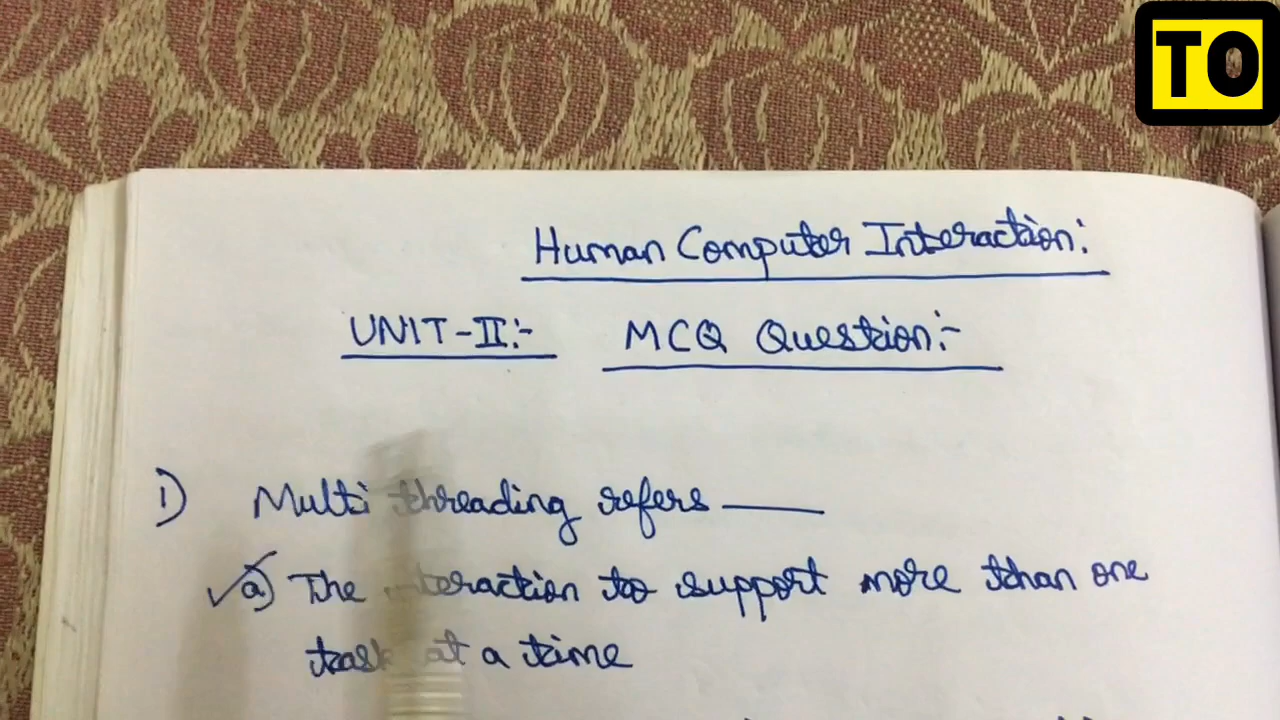 TO
Human Computer Interaction:
UNIT-II:- MCQ Question:-
1) Multi threading refers ____
a) The interaction to support more than one
task at a time